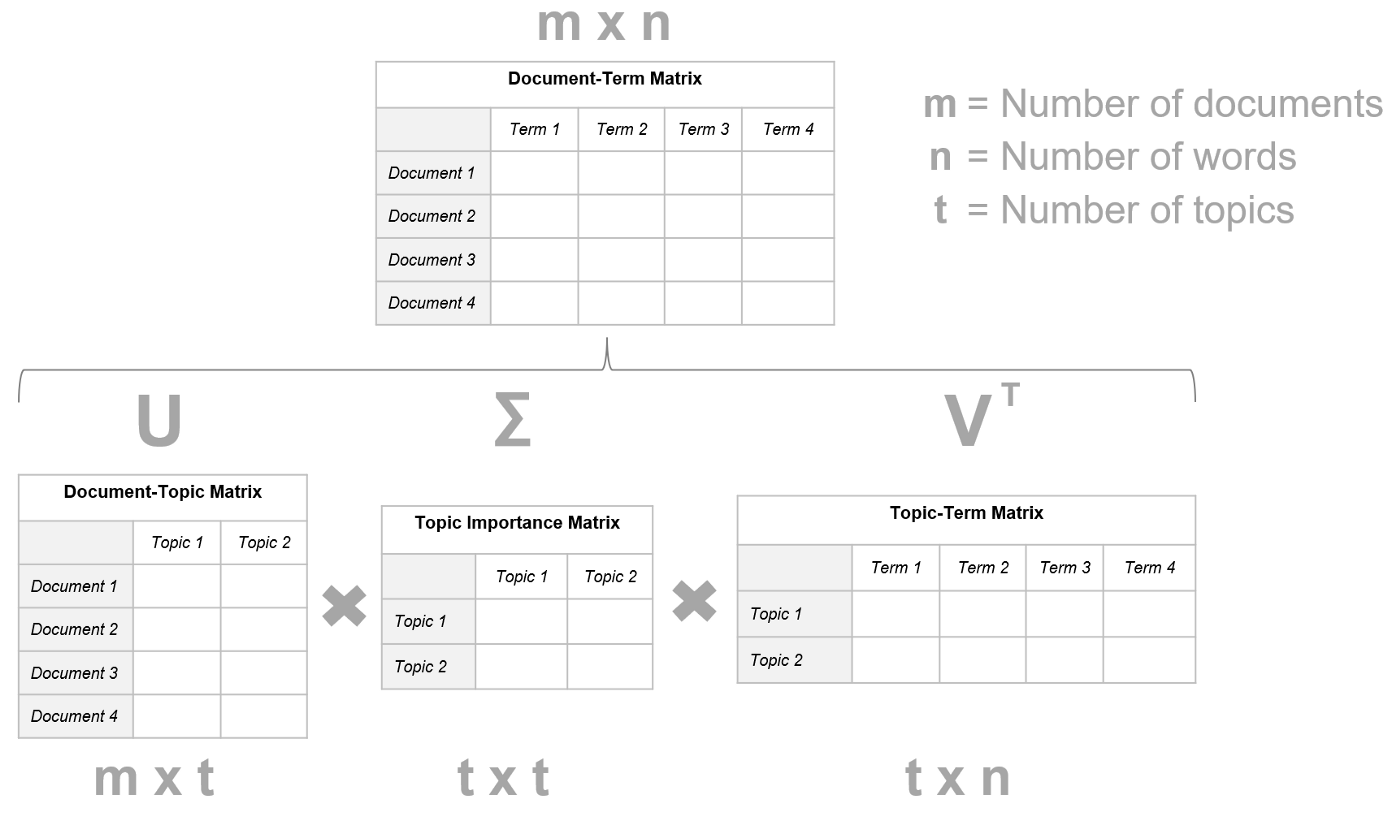 m x n
Document-Term Matrix
Term 1 Term 2 Term 3 Term 4
Document 1
Document 2
Document 3
Document 4
m = Number of documents
n = Number of words
t = Number of topics
U Σ V^T
Document-Topic Matrix
Topic 1 Topic 2
Document 1
Document 2
Document 3
Document 4
m x t
✖
Topic Importance Matrix
Topic 1 Topic 2
Topic 1
Topic 2
t x t
✖
Topic-Term Matrix
Term 1 Term 2 Term 3 Term 4
Topic 1
Topic 2
t x n